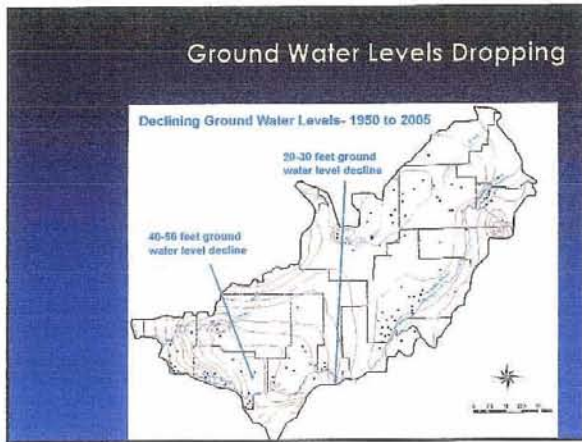 Ground Water Levels Dropping
Declining Ground Water Levels- 1950 to 2005
20-30 feet ground
water level decline
40-50 feet ground
water level decline